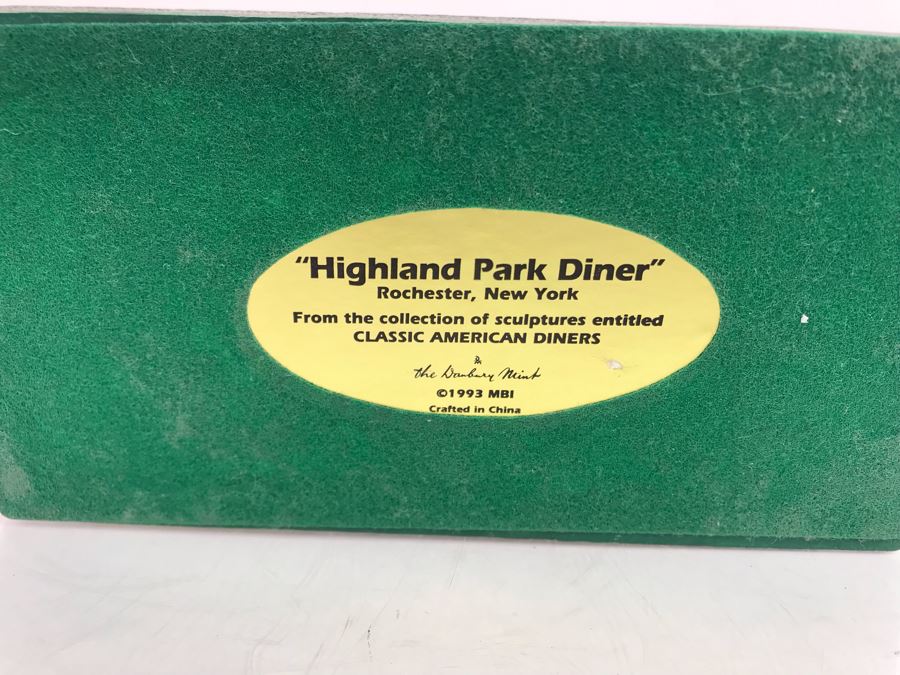 "Highland Park Diner"
Rochester, New York
From the collection of sculptures entitled
CLASSIC AMERICAN DINERS
the Danbury Mint
©1993 MBI
Crafted in China